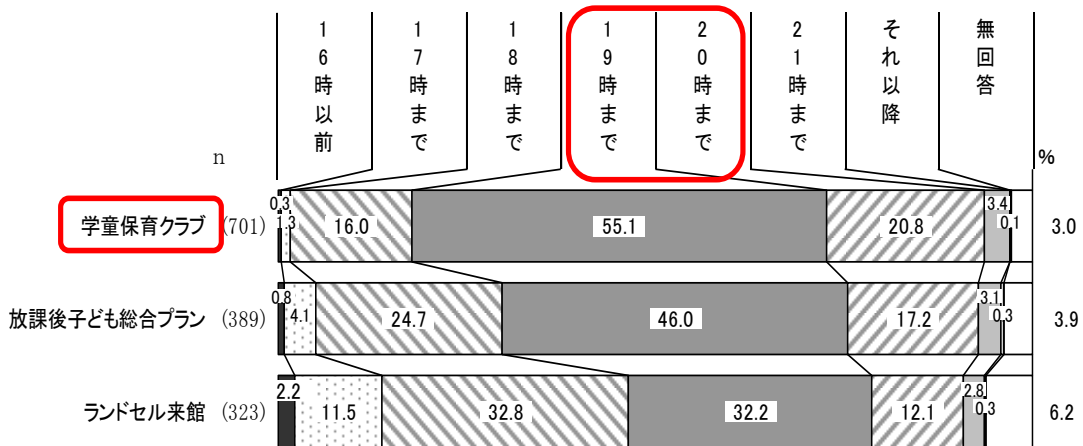 16時以前
17時まで
18時まで
19時まで
20時まで
21時まで
それ以降
無回答
n
%
学童保育クラブ (701) 0.3 1.3 16.0 55.1 20.8 3.4 0.1 3.0
放課後子ども総合プラン (389) 0.8 4.1 24.7 46.0 17.2 3.1 0.3 3.9
ランドセル来館 (323) 2.2 11.5 32.8 32.2 12.1 2.8 0.3 6.2